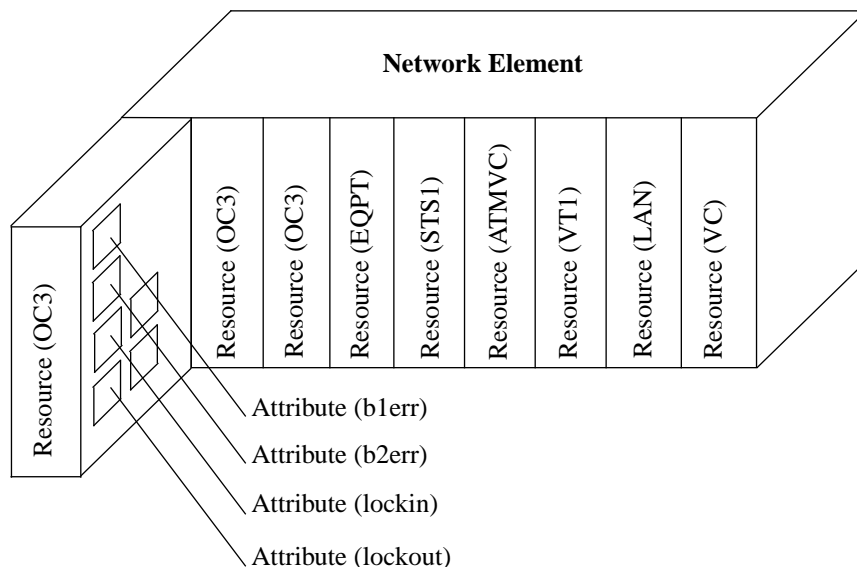 Network Element
Resource (OC3)
Resource (OC3)
Resource (OC3)
Resource (EQPT)
Resource (STS1)
Resource (ATMVC)
Resource (VT1)
Resource (LAN)
Resource (VC)
Attribute (b1err)
Attribute (b2err)
Attribute (lockin)
Attribute (lockout)